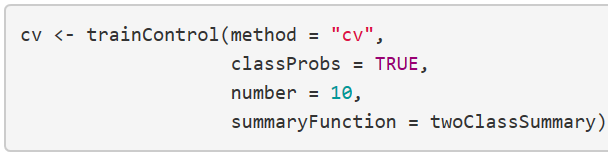 cv <- trainControl(method = "cv",
                   classProbs = TRUE,
                   number = 10,
                   summaryFunction = twoClassSummary)